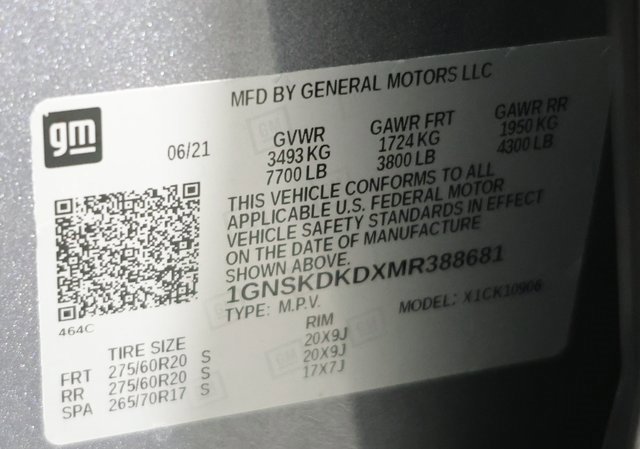 MFD BY GENERAL MOTORS LLC
gm
06/21
GVWR GAWR FRT GAWR RR
3493 KG 1724 KG 1950 KG
7700 LB 3800 LB 4300 LB
THIS VEHICLE CONFORMS TO ALL
APPLICABLE U.S. FEDERAL MOTOR
VEHICLE SAFETY STANDARDS IN EFFECT
ON THE DATE OF MANUFACTURE
SHOWN ABOVE.
1GNSKDKDXMR388681
TYPE: M.P.V. MODEL: X1CK10906
464C
TIRE SIZE RIM
FRT 275/60R20 S 20X9J
RR 275/60R20 S 20X9J
SPA 265/70R17 S 17X7J